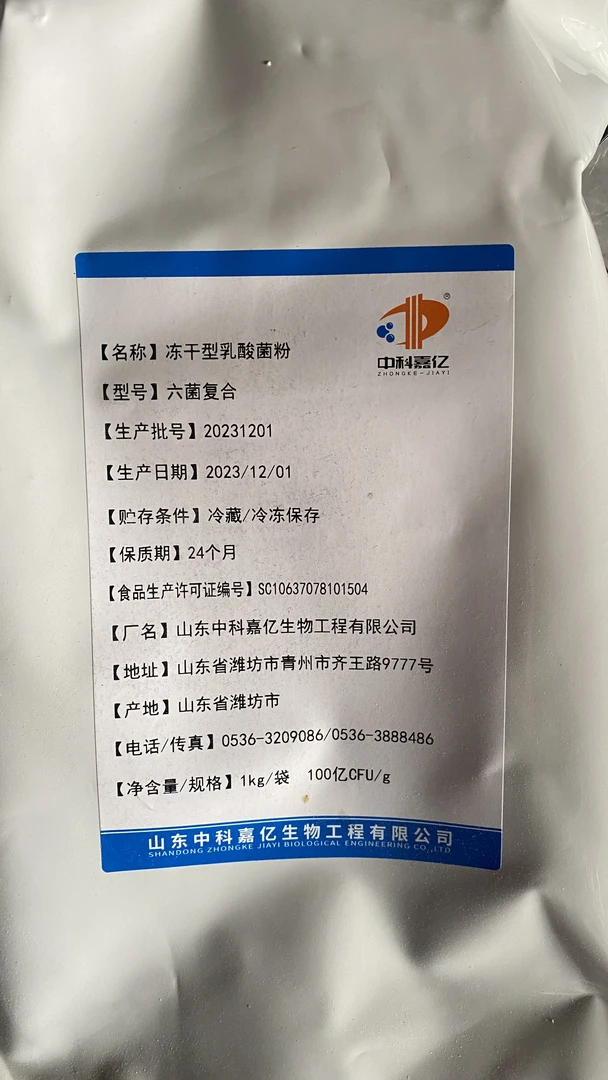 ®
中科嘉亿
ZHONGKE-JIAYI
【名称】冻干型乳酸菌粉
【型号】六菌复合
【生产批号】20231201
【生产日期】2023/12/01
【贮存条件】冷藏/冷冻保存
【保质期】24个月
【食品生产许可证编号】SC10637078101504
【厂名】山东中科嘉亿生物工程有限公司
【地址】山东省潍坊市青州市齐王路9777号
【产地】山东省潍坊市
【电话/传真】0536-3209086/0536-3888486
【净含量/规格】1kg/袋 100亿CFU/g
山东中科嘉亿生物工程有限公司
SHANDONG ZHONGKE JIAYI BIOLOGICAL ENGINEERING CO.,LTD